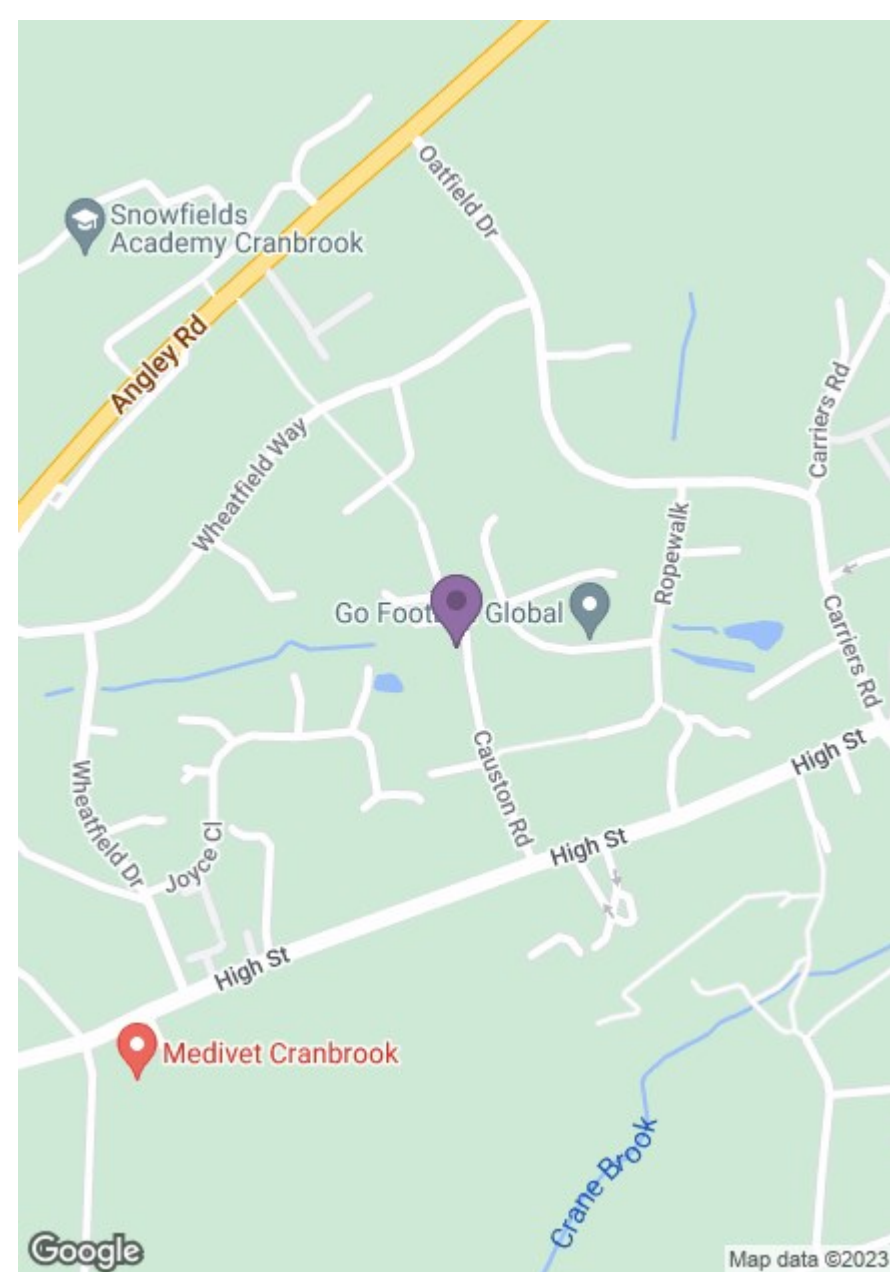 Oatfield Dr
Snowfields
Academy Cranbrook
Angley Rd
Carriers Rd
Wheatfield Way
Ropewalk
Go Foot Global
Carriers Rd
Causton Rd
High St
Wheatfield Dr
High St
Joyce Cl
High St
Medivet Cranbrook
Crane Brook
Google
Map data ©2023